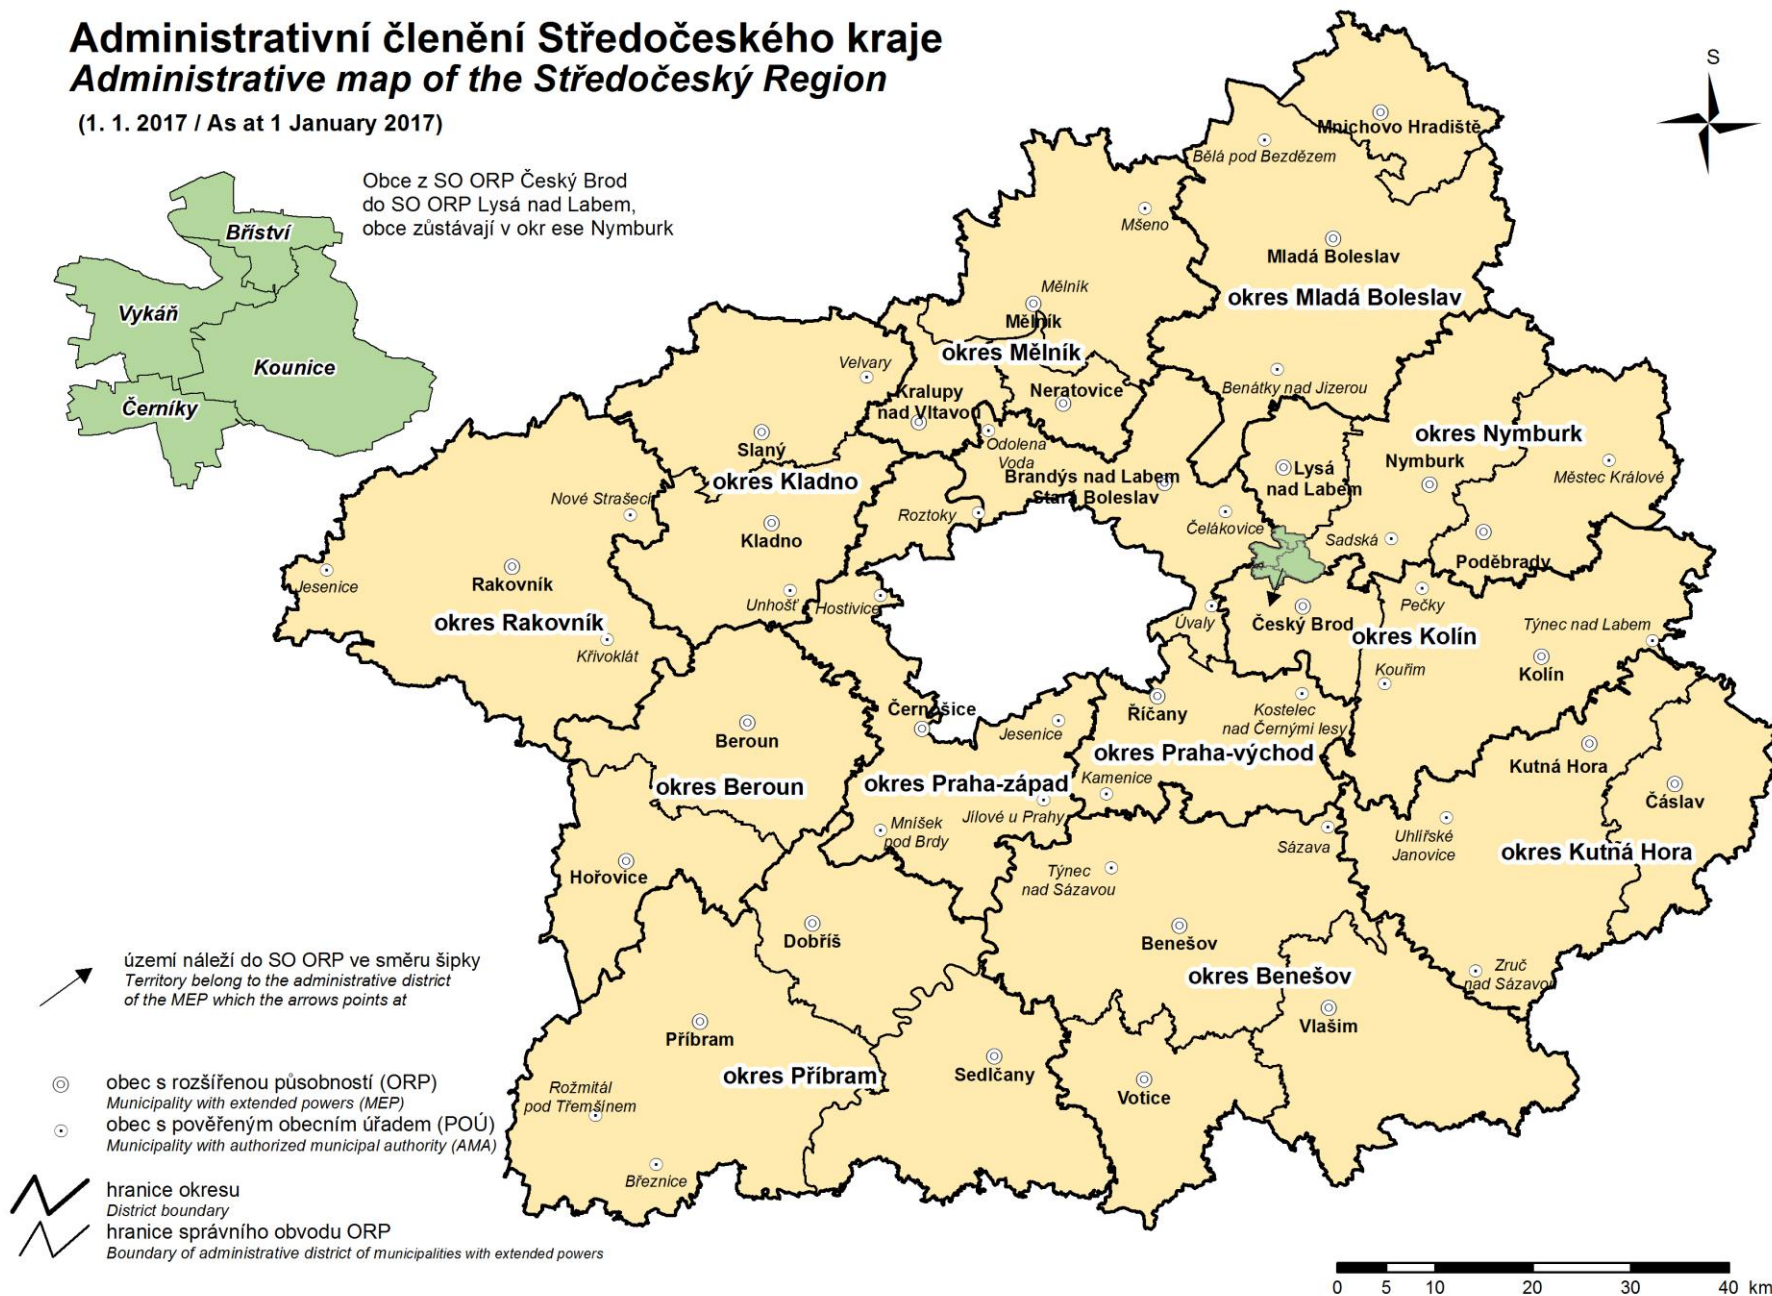 Administrativní členění Středočeského kraje
Administrative map of the Středočeský Region
(1. 1. 2017 / As at 1 January 2017)
S
Obce z SO ORP Český Brod
do SO ORP Lysá nad Labem,
obce zůstávají v okr ese Nymburk
Bříství
Vykáň
Kounice
Černíky
Mnichovo Hradiště
Bělá pod Bezdězem
Mšeno
Mladá Boleslav
okres Mladá Boleslav
Mělník
Mělník
okres Mělník
Velvary
Benátky nad Jizerou
Kralupy
nad Vltavou
Neratovice
Slaný
Odolena
Voda
okres Kladno
okres Nymburk
Lysá
nad Labem
Nymburk
Městec Králové
Brandýs nad Labem
Stará Boleslav
Nové Strašecí
Roztoky
Čelákovice
Sadská
Kladno
Poděbrady
Jesenice
Rakovník
Unhošť
Hostivice
Pečky
okres Rakovník
Úvaly
Český Brod
okres Kolín
Týnec nad Labem
Křivoklát
Kouřim
Kolín
Černošice
Jesenice
Říčany
Kostelec
nad Černými lesy
Beroun
okres Beroun
okres Praha-západ
okres Praha-východ
Kamenice
Kutná Hora
Čáslav
Mníšek
pod Brdy
Jílové u Prahy
Sázava
Uhlířské
Janovice
okres Kutná Hora
Hořovice
Týnec
nad Sázavou
Dobříš
Benešov
okres Benešov
Zruč
nad Sázavou
Vlašim
Příbram
okres Příbram
Sedlčany
Votice
Rožmitál
pod Třemšínem
Březnice
území náleží do SO ORP ve směru šipky
Territory belong to the administrative district
of the MEP which the arrows points at
obec s rozšířenou působností (ORP)
Municipality with extended powers (MEP)
obec s pověřeným obecním úřadem (POÚ)
Municipality with authorized municipal authority (AMA)
hranice okresu
District boundary
hranice správního obvodu ORP
Boundary of administrative district of municipalities with extended powers
0 5 10 20 30 40 km